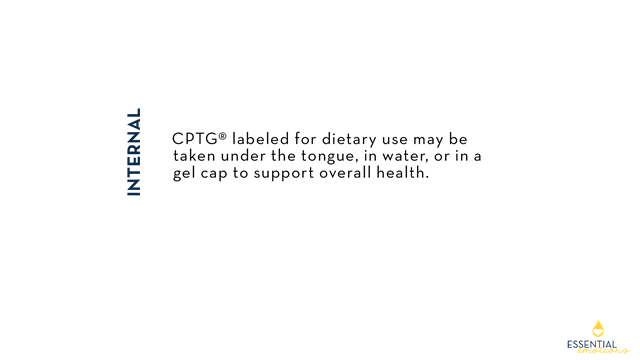 INTERNAL
CPTG® labeled for dietary use may be
taken under the tongue, in water, or in a
gel cap to support overall health.
ESSENTIAL
emotions